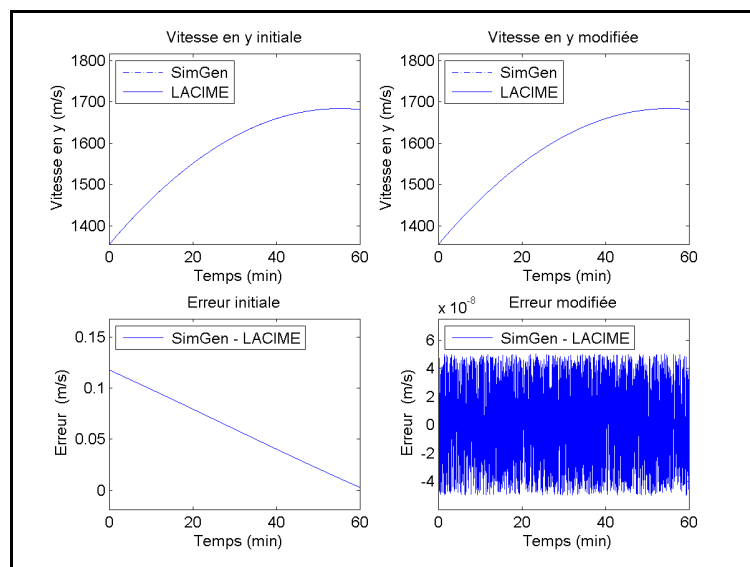 Vitesse en y initiale
1800
1700
1600
1500
1400
SimGen
LACIME
Vitesse en y (m/s)
0
20
40
60
Temps (min)
Vitesse en y modifiée
1800
1700
1600
1500
1400
SimGen
LACIME
Vitesse en y (m/s)
0
20
40
60
Temps (min)
Erreur initiale
0.15
0.1
0.05
0
SimGen - LACIME
Erreur (m/s)
0
20
40
60
Temps (min)
x 10^-8
Erreur modifiée
6
4
2
0
-2
-4
SimGen - LACIME
Erreur (m/s)
0
20
40
60
Temps (min)